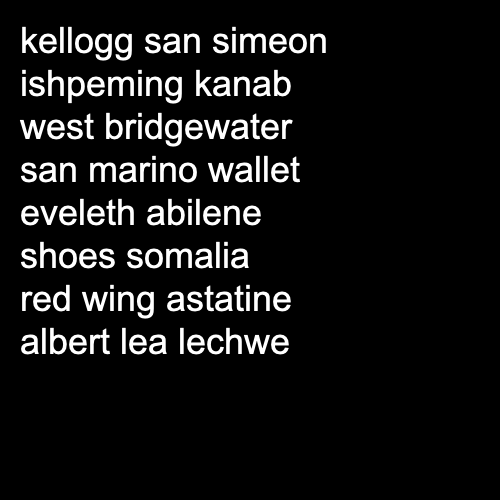 kellogg san simeon
ishpeming kanab
west bridgewater
san marino wallet
eveleth abilene
shoes somalia
red wing astatine
albert lea lechwe